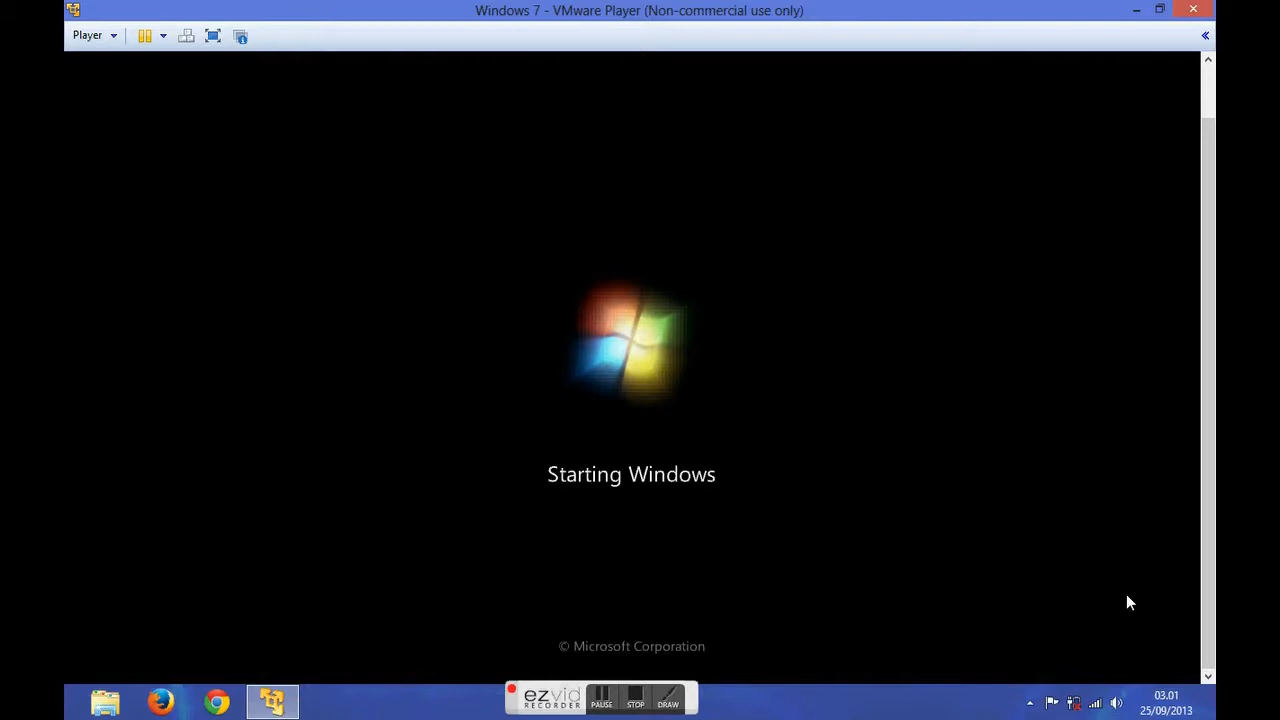 Windows 7 - VMware Player (Non-commercial use only)
Player
Starting Windows
© Microsoft Corporation
ezvid
RECORDER
PAUSE
STOP
DRAW
03.01
25/09/2013